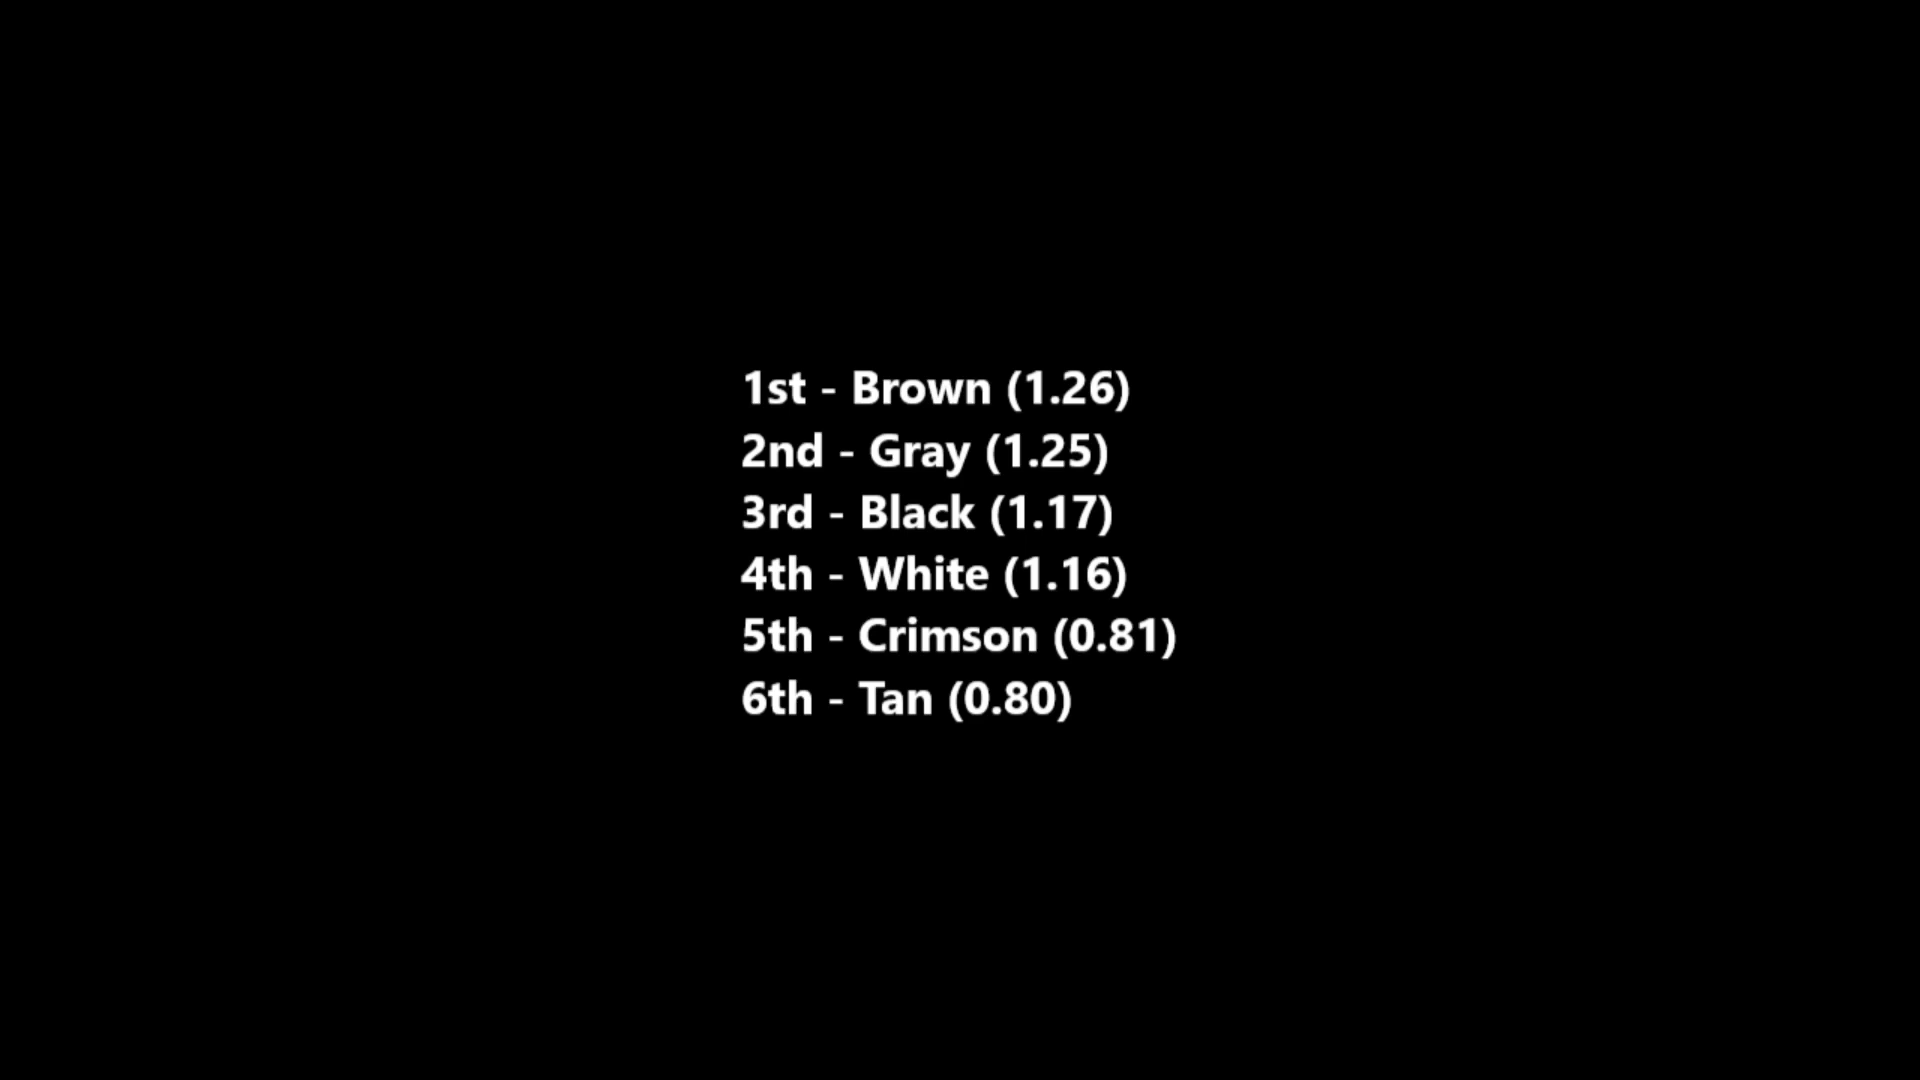 1st - Brown (1.26)
2nd - Gray (1.25)
3rd - Black (1.17)
4th - White (1.16)
5th - Crimson (0.81)
6th - Tan (0.80)